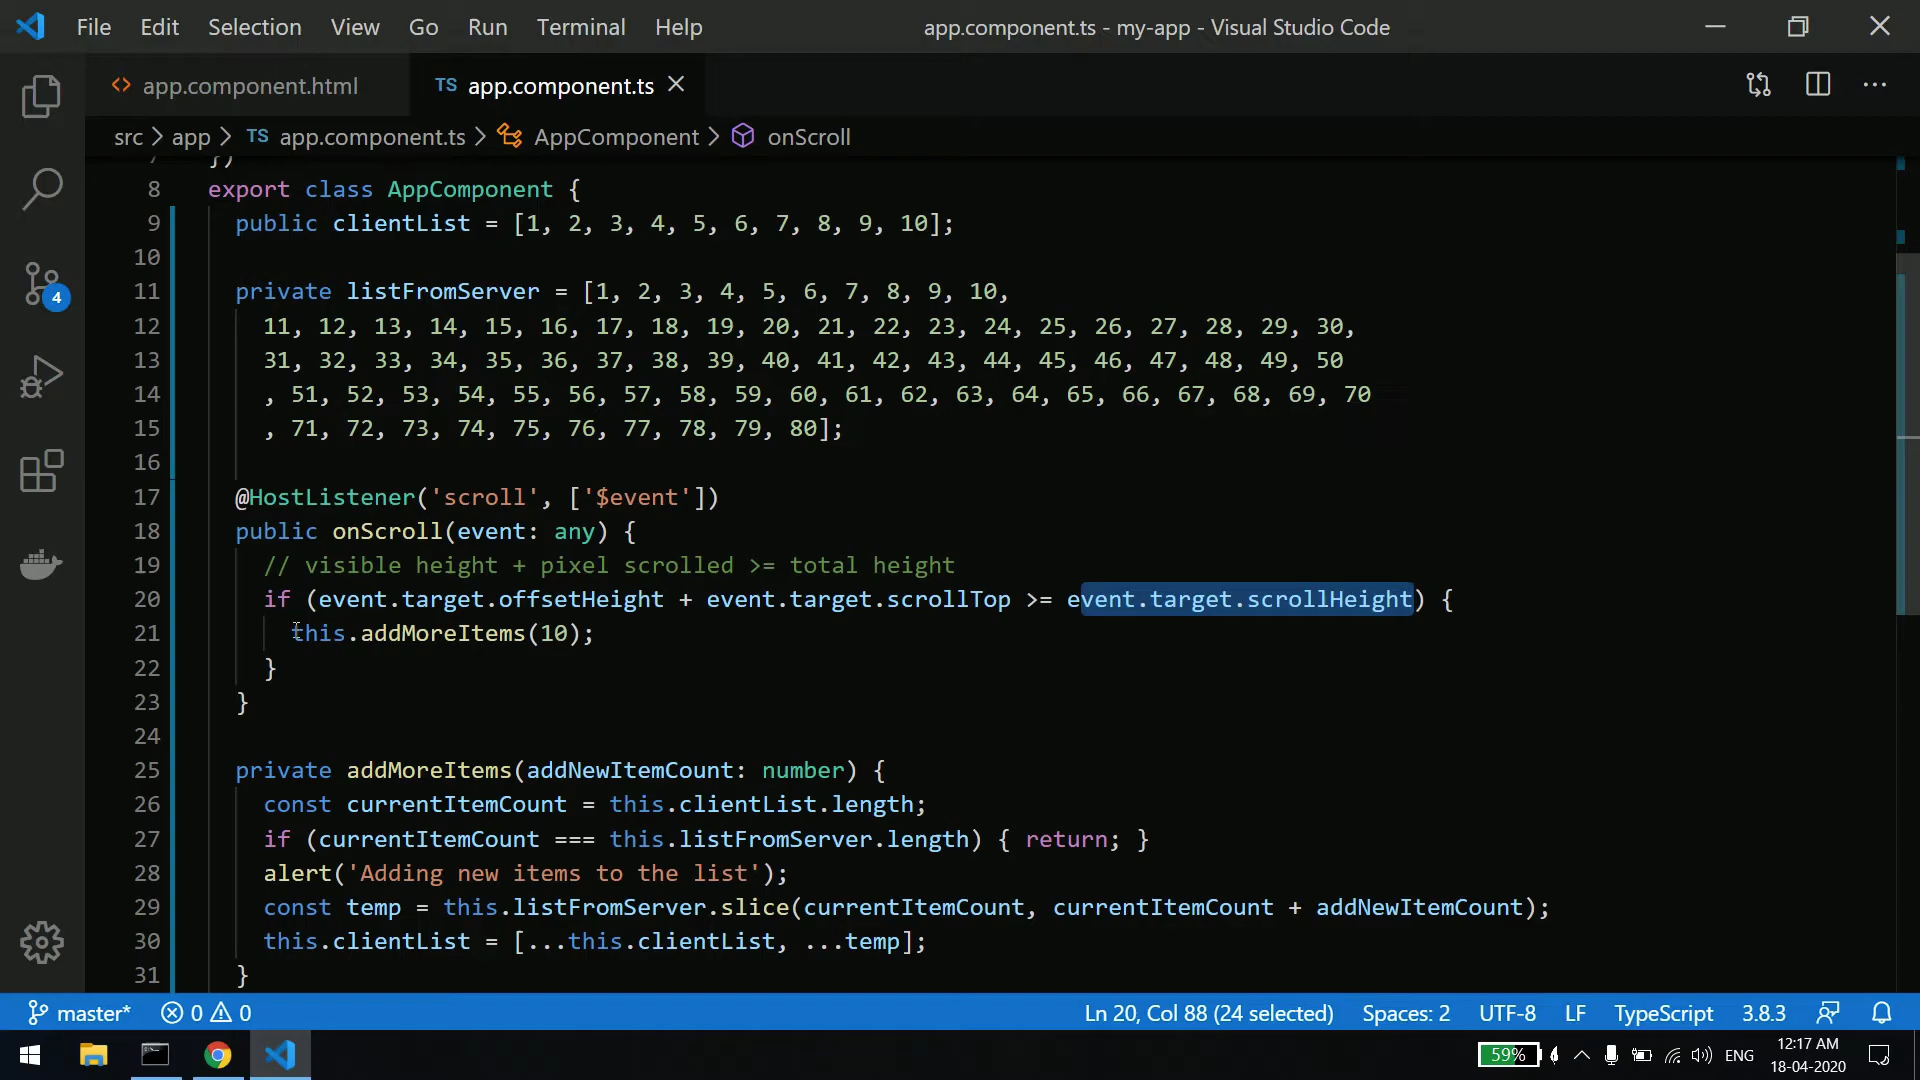 File Edit Selection View Go Run Terminal Help app.component.ts - my-app - Visual Studio Code
app.component.html TS app.component.ts
src > app > TS app.component.ts > AppComponent > onScroll
7 })
8 export class AppComponent {
9 public clientList = [1, 2, 3, 4, 5, 6, 7, 8, 9, 10];
10
11 private listFromServer = [1, 2, 3, 4, 5, 6, 7, 8, 9, 10,
12 11, 12, 13, 14, 15, 16, 17, 18, 19, 20, 21, 22, 23, 24, 25, 26, 27, 28, 29, 30,
13 31, 32, 33, 34, 35, 36, 37, 38, 39, 40, 41, 42, 43, 44, 45, 46, 47, 48, 49, 50
14 , 51, 52, 53, 54, 55, 56, 57, 58, 59, 60, 61, 62, 63, 64, 65, 66, 67, 68, 69, 70
15 , 71, 72, 73, 74, 75, 76, 77, 78, 79, 80];
16
17 @HostListener('scroll', ['$event'])
18 public onScroll(event: any) {
19 // visible height + pixel scrolled >= total height
20 if (event.target.offsetHeight + event.target.scrollTop >= event.target.scrollHeight) {
21 this.addMoreItems(10);
22 }
23 }
24
25 private addMoreItems(addNewItemCount: number) {
26 const currentItemCount = this.clientList.length;
27 if (currentItemCount === this.listFromServer.length) { return; }
28 alert('Adding new items to the list');
29 const temp = this.listFromServer.slice(currentItemCount, currentItemCount + addNewItemCount);
30 this.clientList = [...this.clientList, ...temp];
31 }
4
master* 0 0 Ln 20, Col 88 (24 selected) Spaces: 2 UTF-8 LF TypeScript 3.8.3
59% ENG 12:17 AM
18-04-2020